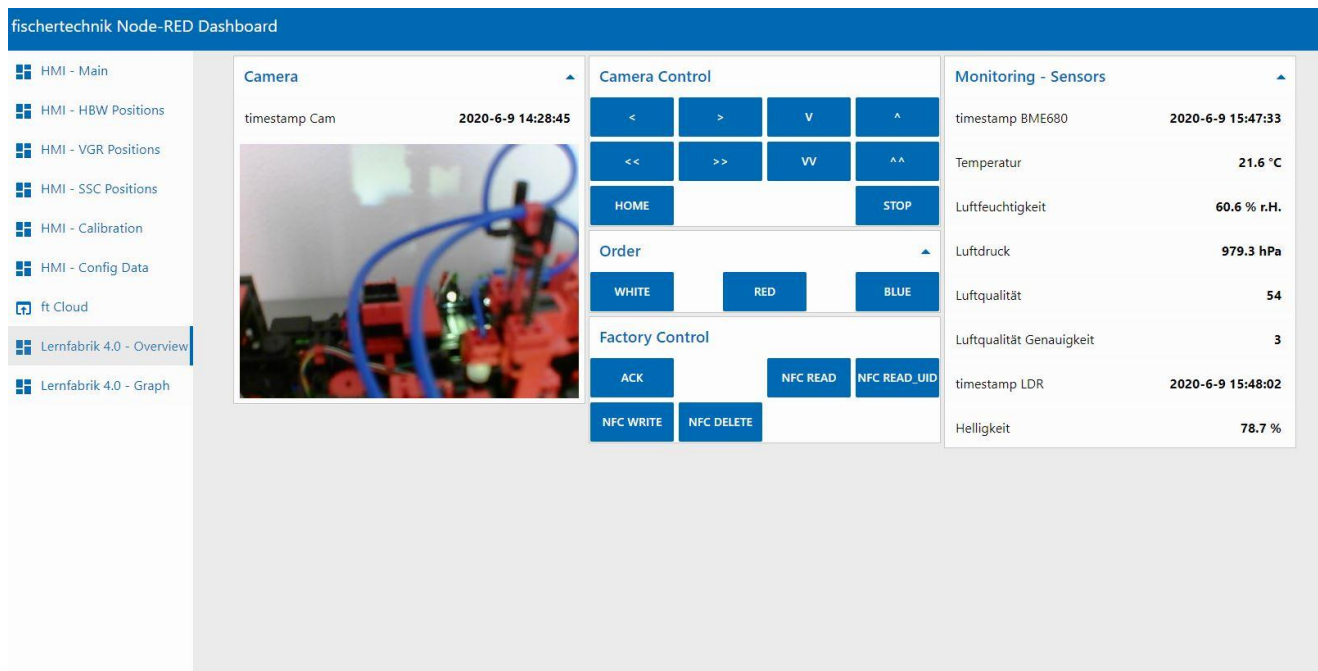 fischertechnik Node-RED Dashboard
HMI - Main
HMI - HBW Positions
HMI - VGR Positions
HMI - SSC Positions
HMI - Calibration
HMI - Config Data
ft Cloud
Lernfabrik 4.0 - Overview
Lernfabrik 4.0 - Graph
Camera
timestamp Cam 2020-6-9 14:28:45
Camera Control
< > V ^
<< >> VV ^^
HOME STOP
Order
WHITE RED BLUE
Factory Control
ACK NFC READ NFC READ_UID
NFC WRITE NFC DELETE
Monitoring - Sensors
timestamp BME680 2020-6-9 15:47:33
Temperatur 21.6 °C
Luftfeuchtigkeit 60.6 % r.H.
Luftdruck 979.3 hPa
Luftqualität 54
Luftqualität Genauigkeit 3
timestamp LDR 2020-6-9 15:48:02
Helligkeit 78.7 %